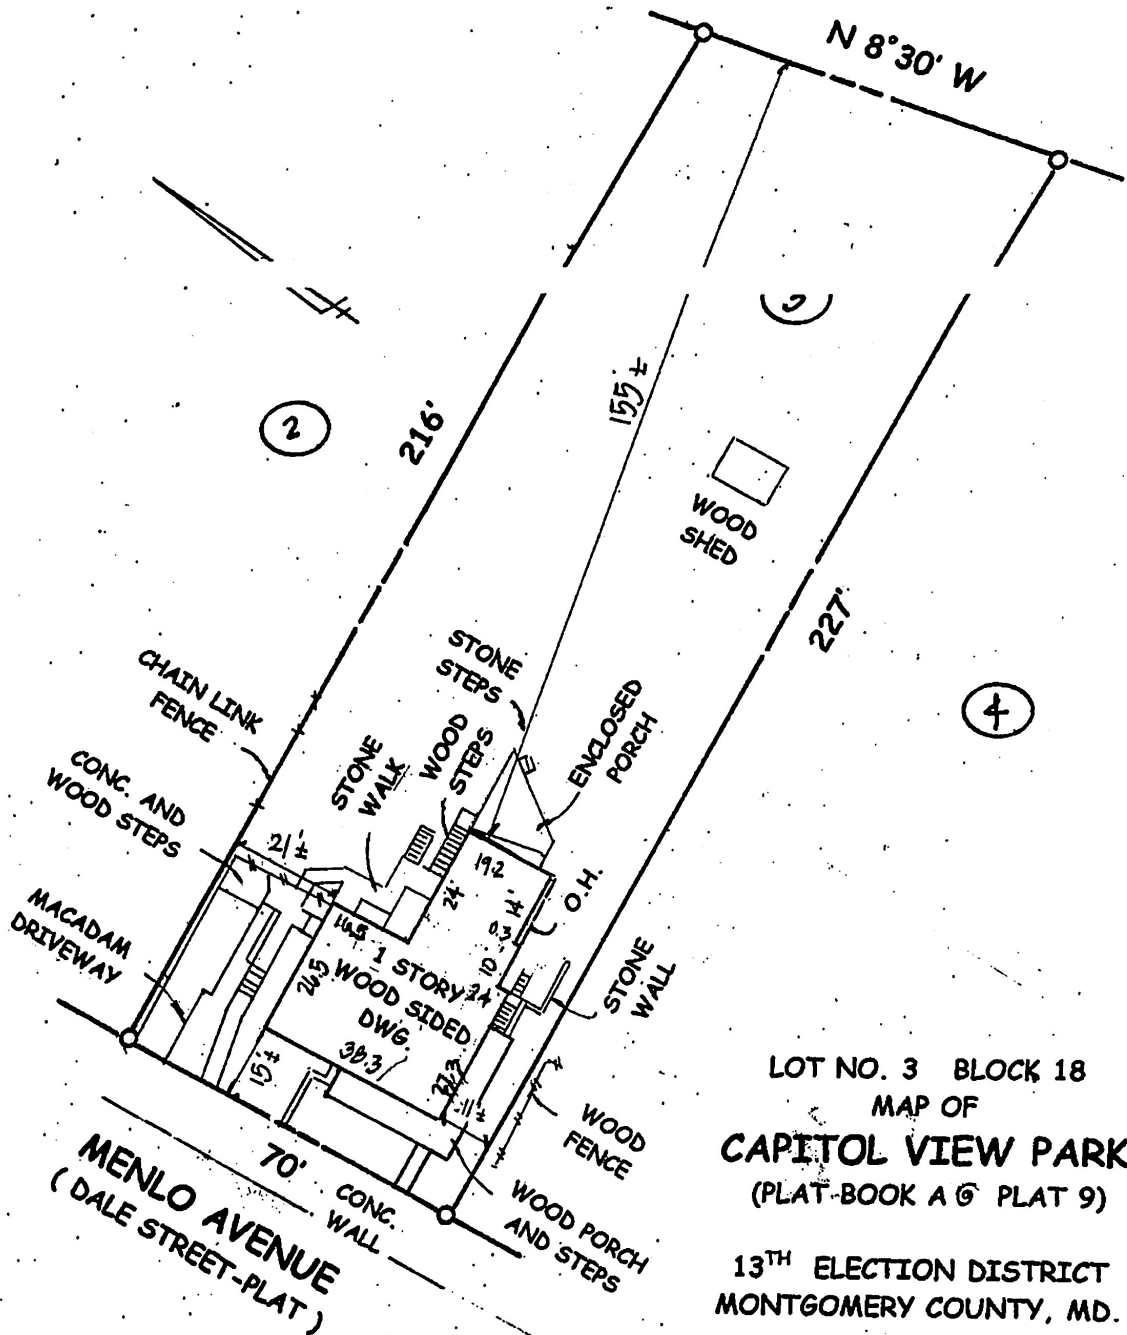 N 8°30' W
155'±
2
216'
WOOD
SHED
227'
4
STONE
STEPS
CHAIN LINK
FENCE
STONE
WALK
WOOD
STEPS
ENCLOSED
PORCH
CONC. AND
WOOD STEPS
21'±
19.2
24'
14'
O.H.
0.3
MACADAM
DRIVEWAY
16.5
10'
26.5
1 STORY
WOOD SIDED
DWG.
24
STONE
WALL
38.3
15'±
27.3
11'±
WOOD
FENCE
70'
CONC.
WALL
WOOD PORCH
AND STEPS
MENLO AVENUE
( DALE STREET-PLAT )
LOT NO. 3 BLOCK 18
MAP OF
CAPITOL VIEW PARK
(PLAT BOOK A @ PLAT 9)
13TH ELECTION DISTRICT
MONTGOMERY COUNTY, MD.